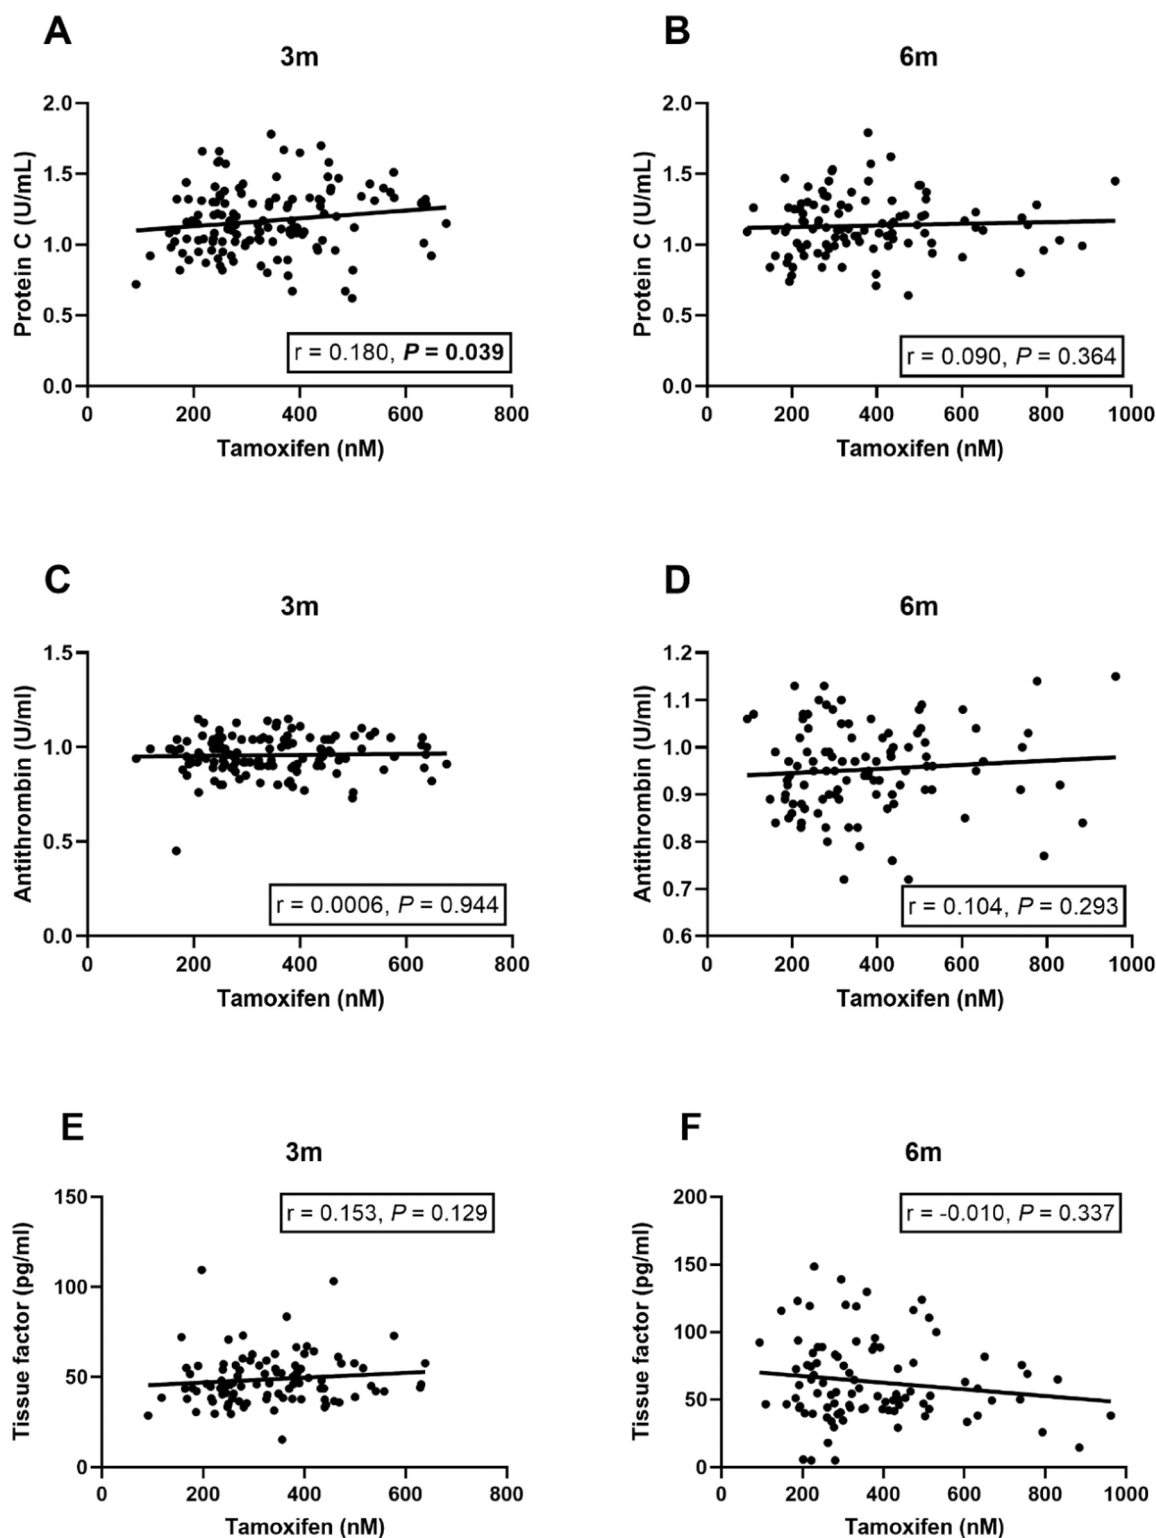 A
3m
Protein C (U/mL)
2.0
1.5
1.0
0.5
0.0
r = 0.180, P = 0.039
0 200 400 600 800
Tamoxifen (nM)
B
6m
Protein C (U/mL)
2.0
1.5
1.0
0.5
0.0
r = 0.090, P = 0.364
0 200 400 600 800 1000
Tamoxifen (nM)
C
3m
Antithrombin (U/ml)
1.5
1.0
0.5
0.0
r = 0.0006, P = 0.944
0 200 400 600 800
Tamoxifen (nM)
D
6m
Antithrombin (U/ml)
1.2
1.1
1.0
0.9
0.8
0.7
0.6
r = 0.104, P = 0.293
0 200 400 600 800 1000
Tamoxifen (nM)
E
3m
Tissue factor (pg/ml)
150
100
50
0
r = 0.153, P = 0.129
0 200 400 600 800
Tamoxifen (nM)
F
6m
Tissue factor (pg/ml)
200
150
100
50
0
r = -0.010, P = 0.337
0 200 400 600 800 1000
Tamoxifen (nM)